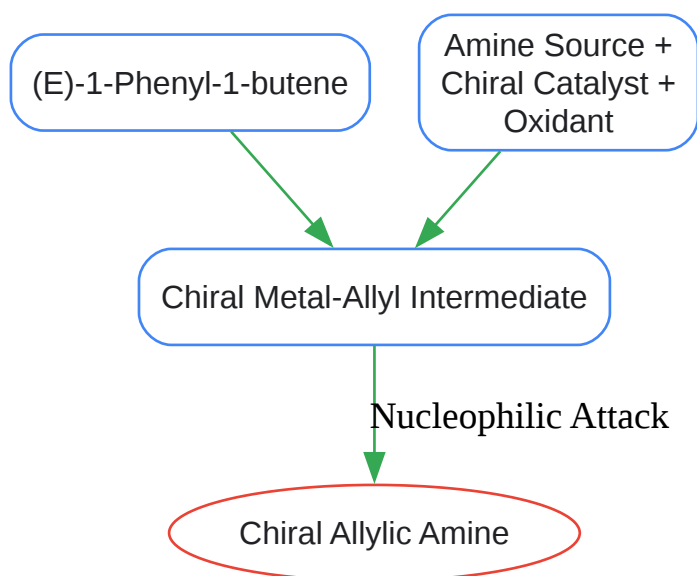 (E)-1-Phenyl-1-butene
Amine Source +
Chiral Catalyst +
Oxidant
Chiral Metal-Allyl Intermediate
Nucleophilic Attack
Chiral Allylic Amine